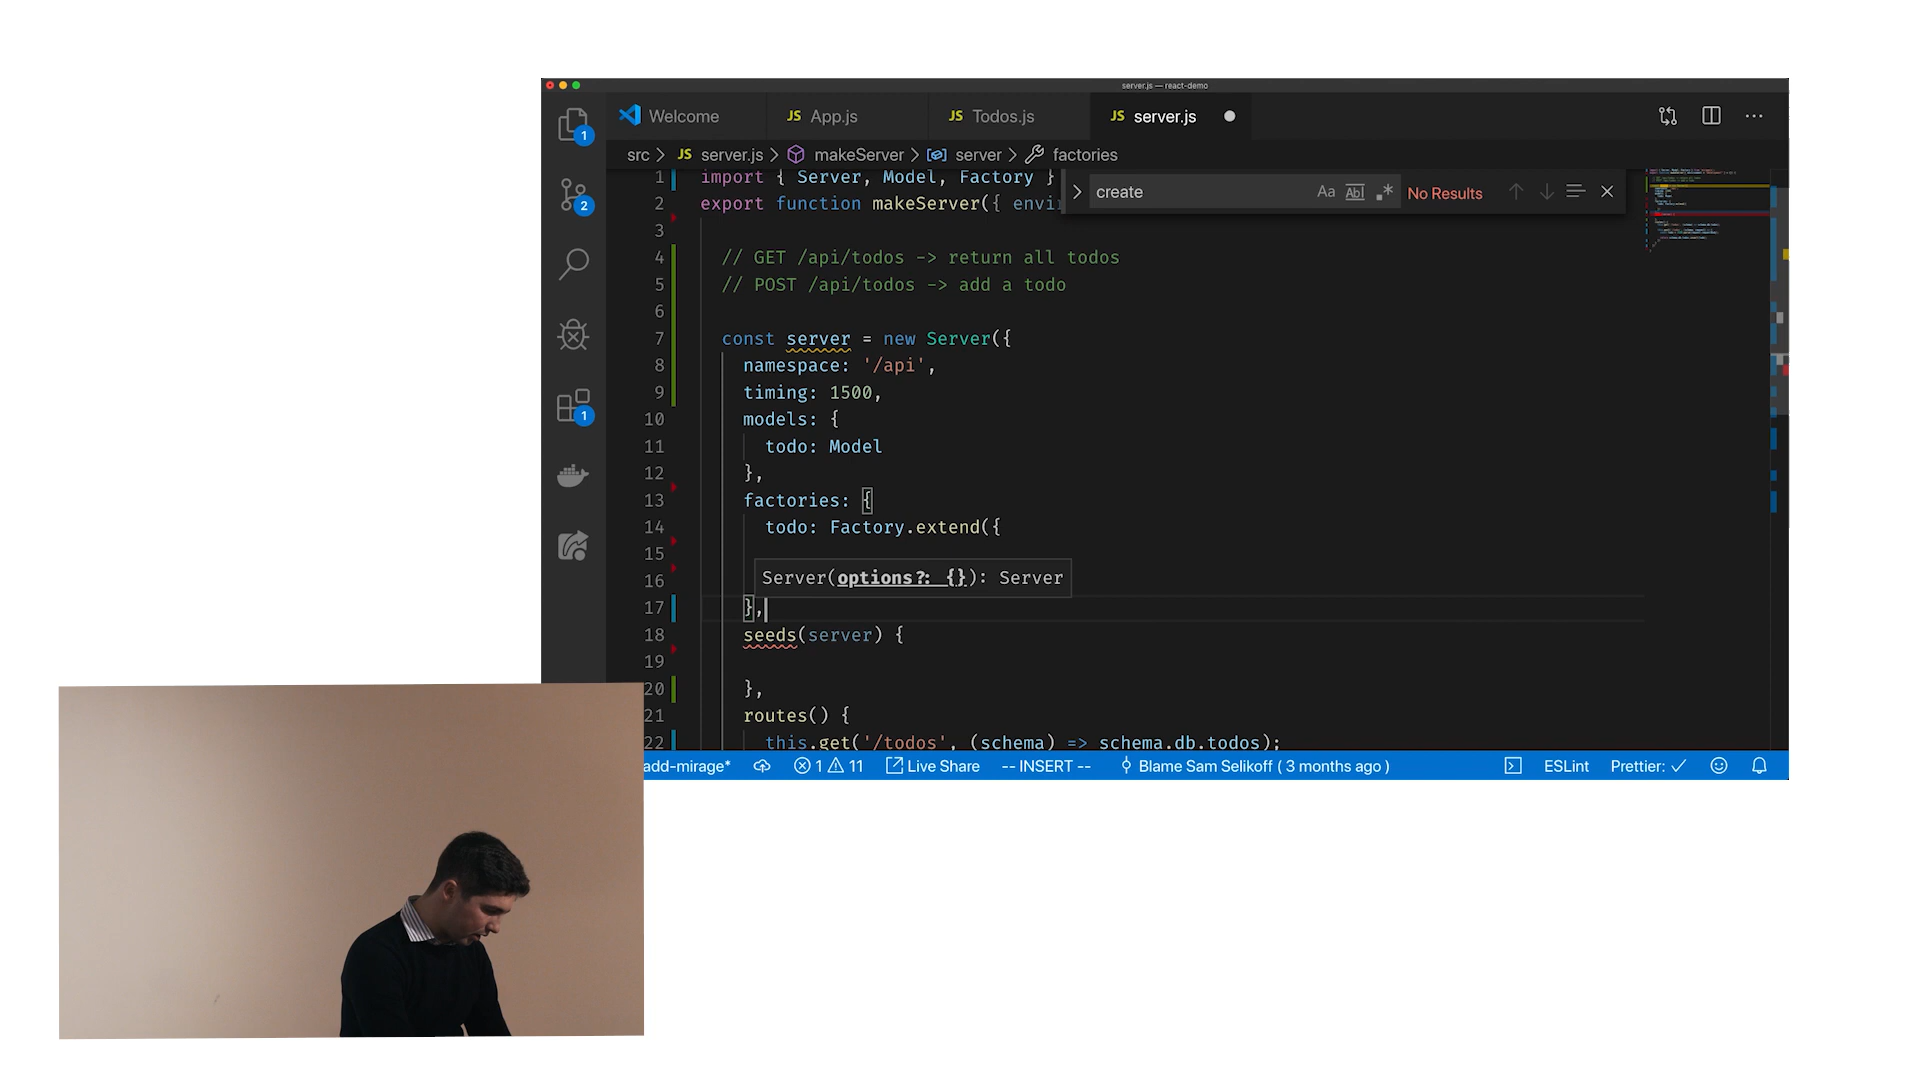 server.js — react-demo
Welcome
JS App.js
JS Todos.js
JS server.js
src > JS server.js > makeServer > server > factories
1 import { Server, Model, Factory }
2 export function makeServer({ envi
3
4 // GET /api/todos -> return all todos
5 // POST /api/todos -> add a todo
6
7 const server = new Server({
8 namespace: '/api',
9 timing: 1500,
10 models: {
11 todo: Model
12 },
13 factories: {
14 todo: Factory.extend({
15
16
Server(options?: {}): Server
17 },
18 seeds(server) {
19
20 },
21 routes() {
22 this.get('/todos', (schema) => schema.db.todos);
create
Aa Abl .* No Results
1
2
1
add-mirage* 1 11 Live Share -- INSERT -- Blame Sam Selikoff ( 3 months ago ) ESLint Prettier: ✓